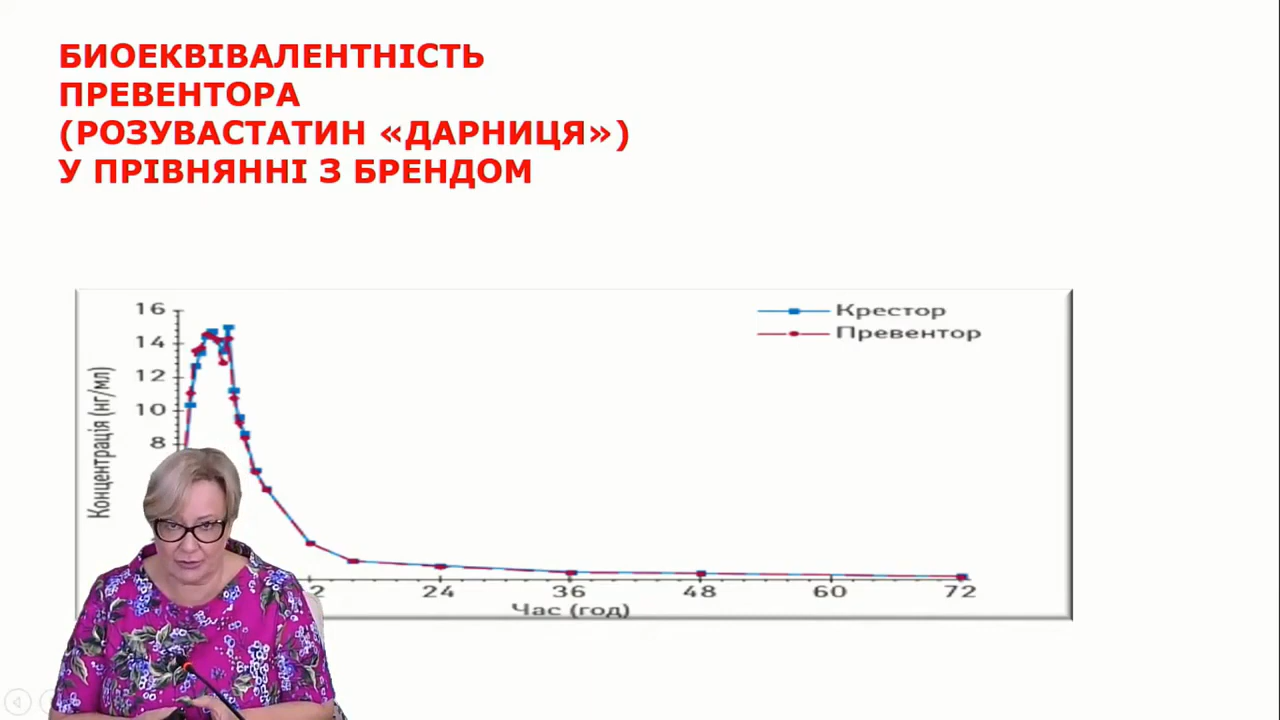 БИОЕКВІВАЛЕНТНІСТЬ
ПРЕВЕНТОРА
(РОЗУВАСТАТИН «ДАРНИЦЯ»)
У ПРІВНЯННІ З БРЕНДОМ
Крестор
Превентор
Концентрація (нг/мл)
16
14
12
10
8
2 24 36 48 60 72
Час (год)